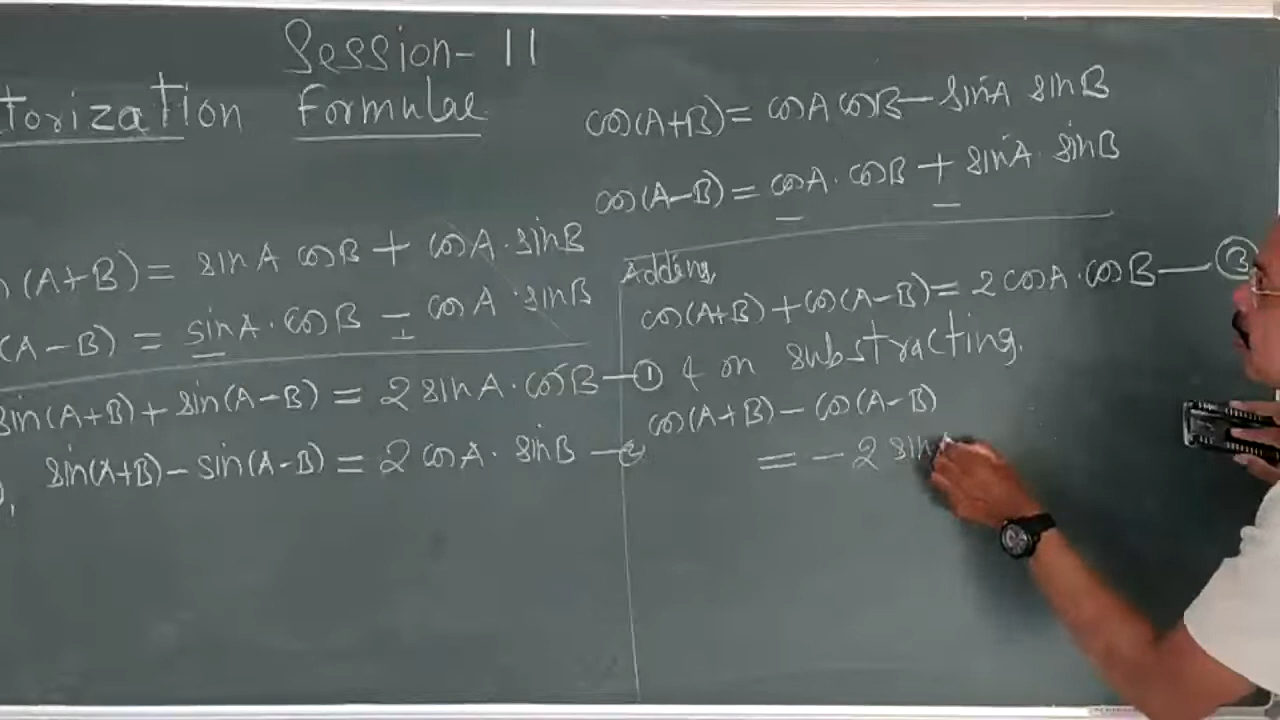 Session- 11
torization Formulae
(A+B) = sinA cosB + cosA·sinB
(A-B) = sinA·cosB - cosA·sinB
sin(A+B)+sin(A-B) = 2 sinA·cosB — ①
sin(A+B)-sin(A-B) = 2 cosA·sinB — ②
cos(A+B)= cosA cosB - sinA sinB
cos(A-B) = cosA·cosB + sinA·sinB
Adding,
cos(A+B)+cos(A-B)= 2 cosA·cosB — ③
& on substracting,
cos(A+B)-cos(A-B)
= -2 sin